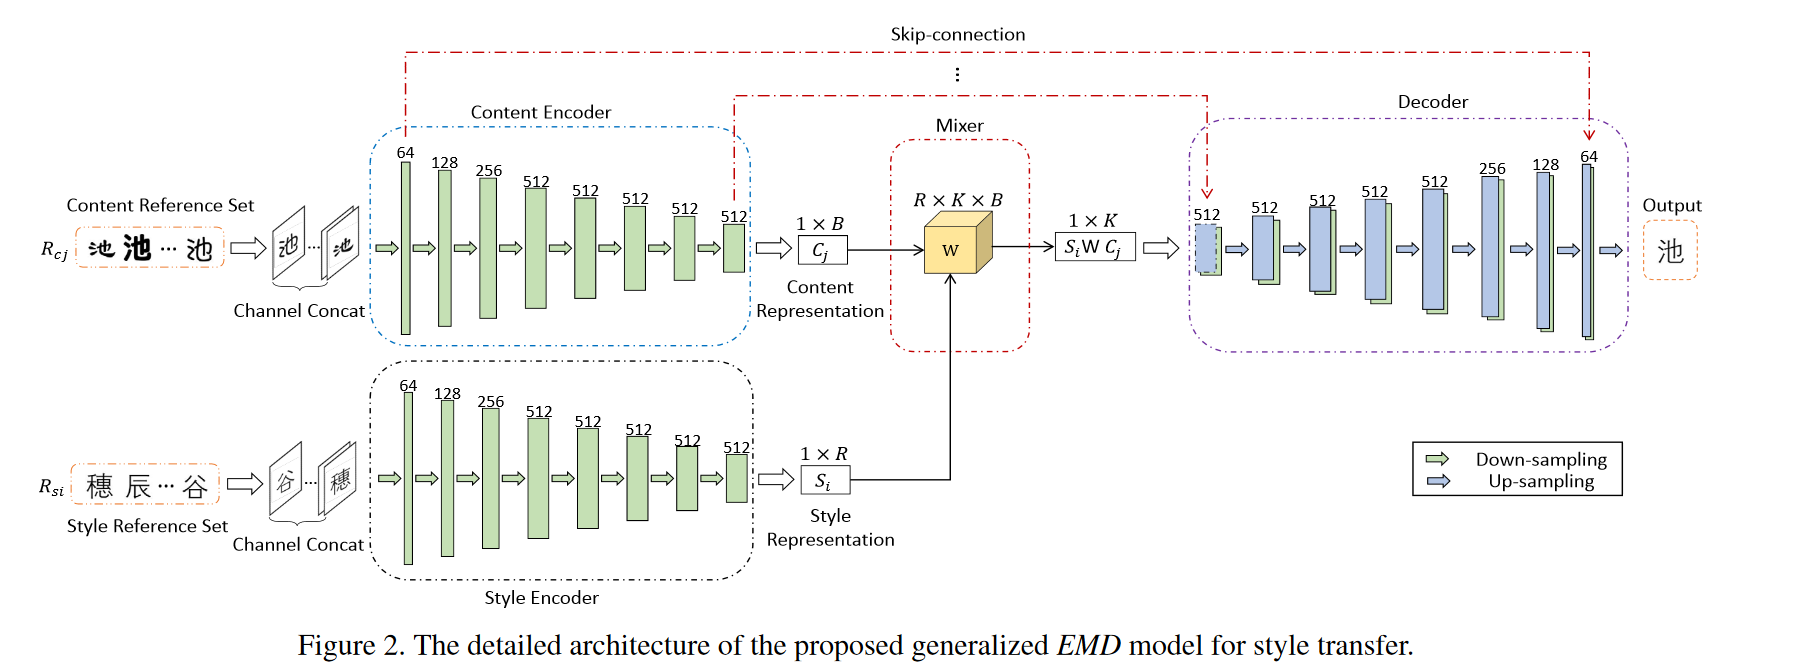 Skip-connection
⋮
Content Encoder
Mixer
Decoder
64 128 256 512 512 512 512 512
512 512 512 512 512 256 128 64
Content Reference Set
R_cj 池 池 ... 池
池 ... 池
Channel Concat
1 × B
C_j
Content
Representation
R × K × B
W
1 × K
S_i W C_j
Output
池
64 128 256 512 512 512 512 512
R_si 穗 辰 ... 谷
Style Reference Set
谷 ... 穗
Channel Concat
1 × R
S_i
Style
Representation
Style Encoder
Down-sampling
Up-sampling
Figure 2. The detailed architecture of the proposed generalized EMD model for style transfer.